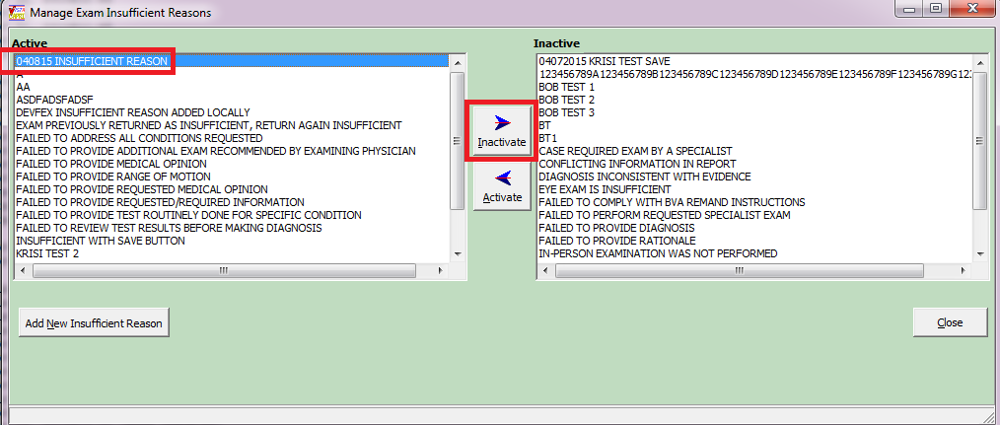 Manage Exam Insufficient Reasons
Active
040815 INSUFFICIENT REASON
A
AA
ASDFADSFADSF
DEVFEX INSUFFICIENT REASON ADDED LOCALLY
EXAM PREVIOUSLY RETURNED AS INSUFFICIENT, RETURN AGAIN INSUFFICIENT
FAILED TO ADDRESS ALL CONDITIONS REQUESTED
FAILED TO PROVIDE ADDITIONAL EXAM RECOMMENDED BY EXAMINING PHYSICIAN
FAILED TO PROVIDE MEDICAL OPINION
FAILED TO PROVIDE RANGE OF MOTION
FAILED TO PROVIDE REQUESTED MEDICAL OPINION
FAILED TO PROVIDE REQUESTED/REQUIRED INFORMATION
FAILED TO PROVIDE TEST ROUTINELY DONE FOR SPECIFIC CONDITION
FAILED TO REVIEW TEST RESULTS BEFORE MAKING DIAGNOSIS
INSUFFICIENT WITH SAVE BUTTON
KRISI TEST 2
Inactivate
Activate
Inactive
04072015 KRISI TEST SAVE
123456789A123456789B123456789C123456789D123456789E123456789F123456789G123
BOB TEST 1
BOB TEST 2
BOB TEST 3
BT
BT1
CASE REQUIRED EXAM BY A SPECIALIST
CONFLICTING INFORMATION IN REPORT
DIAGNOSIS INCONSISTENT WITH EVIDENCE
EYE EXAM IS INSUFFICIENT
FAILED TO COMPLY WITH BVA REMAND INSTRUCTIONS
FAILED TO PERFORM REQUESTED SPECIALIST EXAM
FAILED TO PROVIDE DIAGNOSIS
FAILED TO PROVIDE RATIONALE
IN-PERSON EXAMINATION WAS NOT PERFORMED
Add New Insufficient Reason
Close